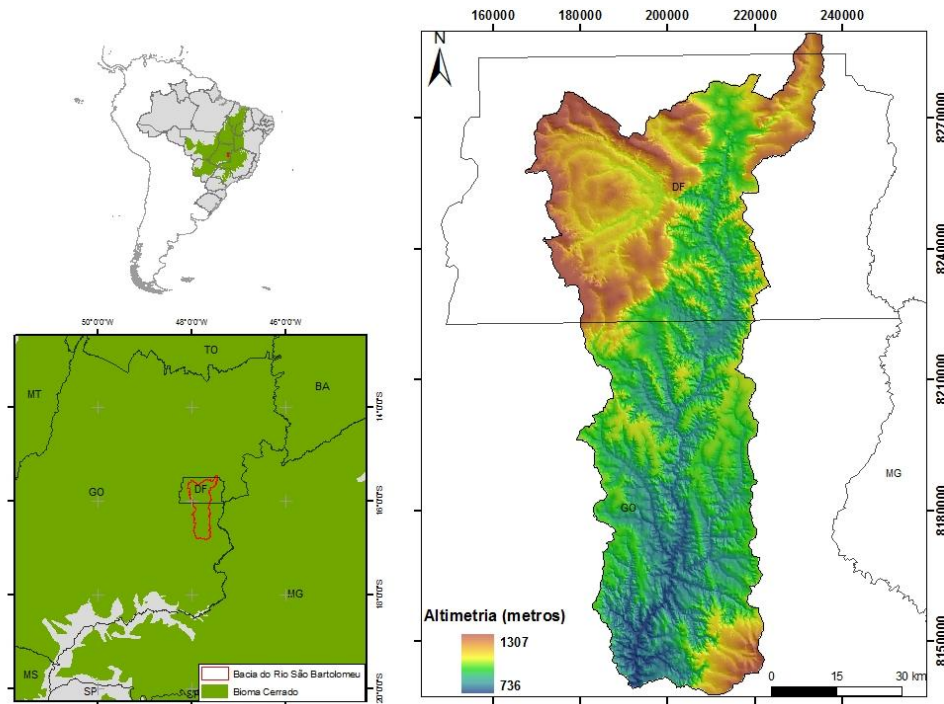 160000 180000 200000 220000 240000
N
8270000
DF
8240000
8210000
MG
8180000
GO
Altimetria (metros)
1307
736
8150000
0 15 30 km
50°0'0"W 48°0'0"W 46°0'0"W
TO
MT
BA
14°0'0"S
GO
DF
16°0'0"S
MG
18°0'0"S
MS
SP
20°0'0"S
Bacia do Rio São Bartolomeu
Bioma Cerrado